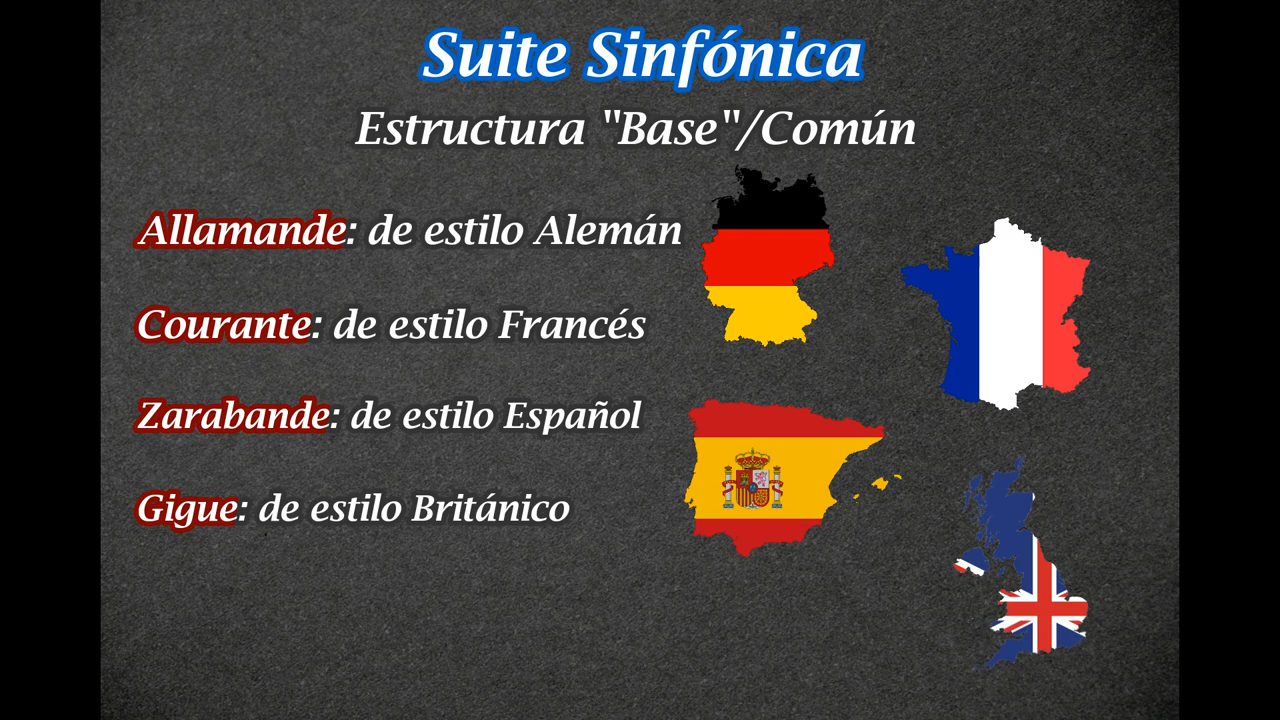 Suite Sinfónica
Estructura "Base"/Común
Allamande: de estilo Alemán
Courante: de estilo Francés
Zarabande: de estilo Español
Gigue: de estilo Británico